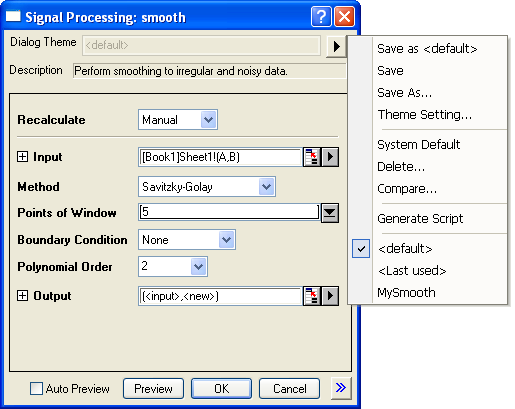 Signal Processing: smooth
Dialog Theme <default>
Description Perform smoothing to irregular and noisy data.
Recalculate Manual
Input [Book1]Sheet1!(A,B)
Method Savitzky-Golay
Points of Window 5
Boundary Condition None
Polynomial Order 2
Output (<input>,<new>)
Auto Preview Preview OK Cancel
Save as <default>
Save
Save As...
Theme Setting...
System Default
Delete...
Compare...
Generate Script
<default>
<Last used>
MySmooth